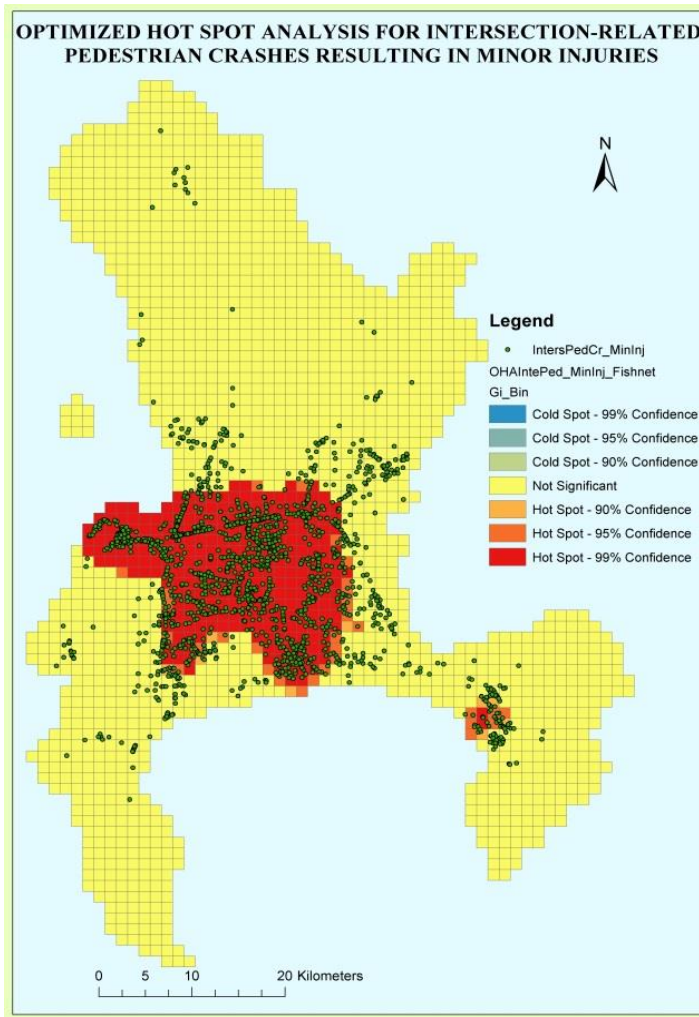 OPTIMIZED HOT SPOT ANALYSIS FOR INTERSECTION-RELATED
PEDESTRIAN CRASHES RESULTING IN MINOR INJURIES
N
Legend
IntersPedCr_MinInj
OHAIntePed_MinInj_Fishnet
Gi_Bin
Cold Spot - 99% Confidence
Cold Spot - 95% Confidence
Cold Spot - 90% Confidence
Not Significant
Hot Spot - 90% Confidence
Hot Spot - 95% Confidence
Hot Spot - 99% Confidence
0 5 10 20 Kilometers